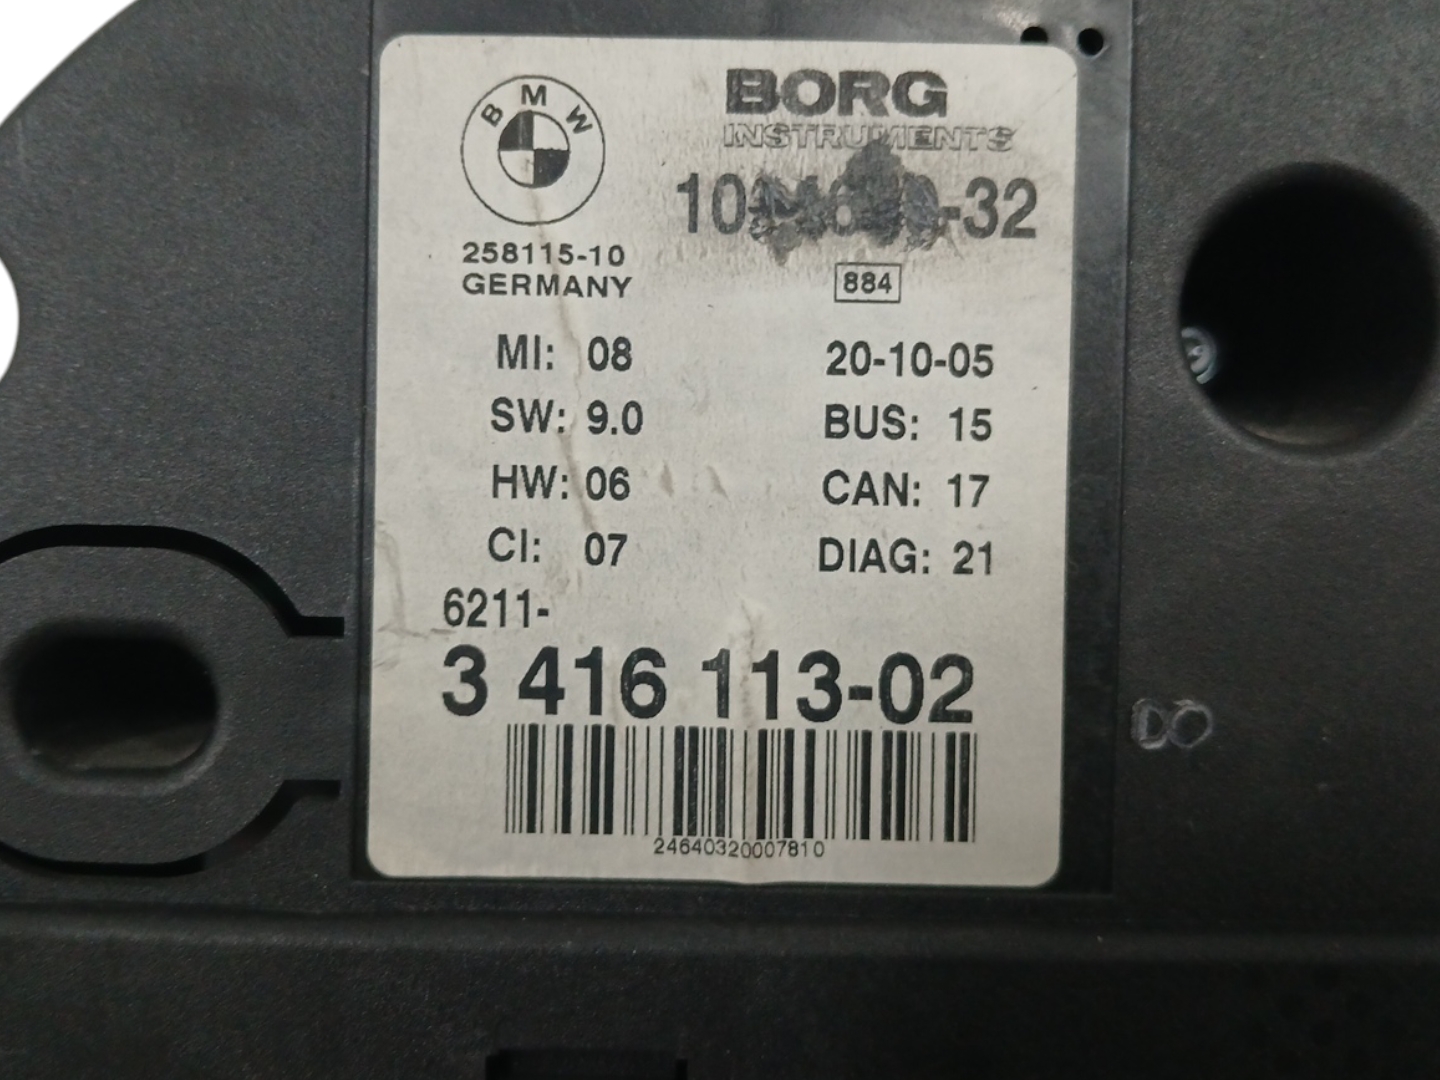 BMW
BORG
INSTRUMENTS
258115-10
GERMANY
884
MI: 08
20-10-05
SW: 9.0
BUS: 15
HW: 06
CAN: 17
CI: 07
DIAG: 21
6211-
3 416 113-02
24640320007810
DO